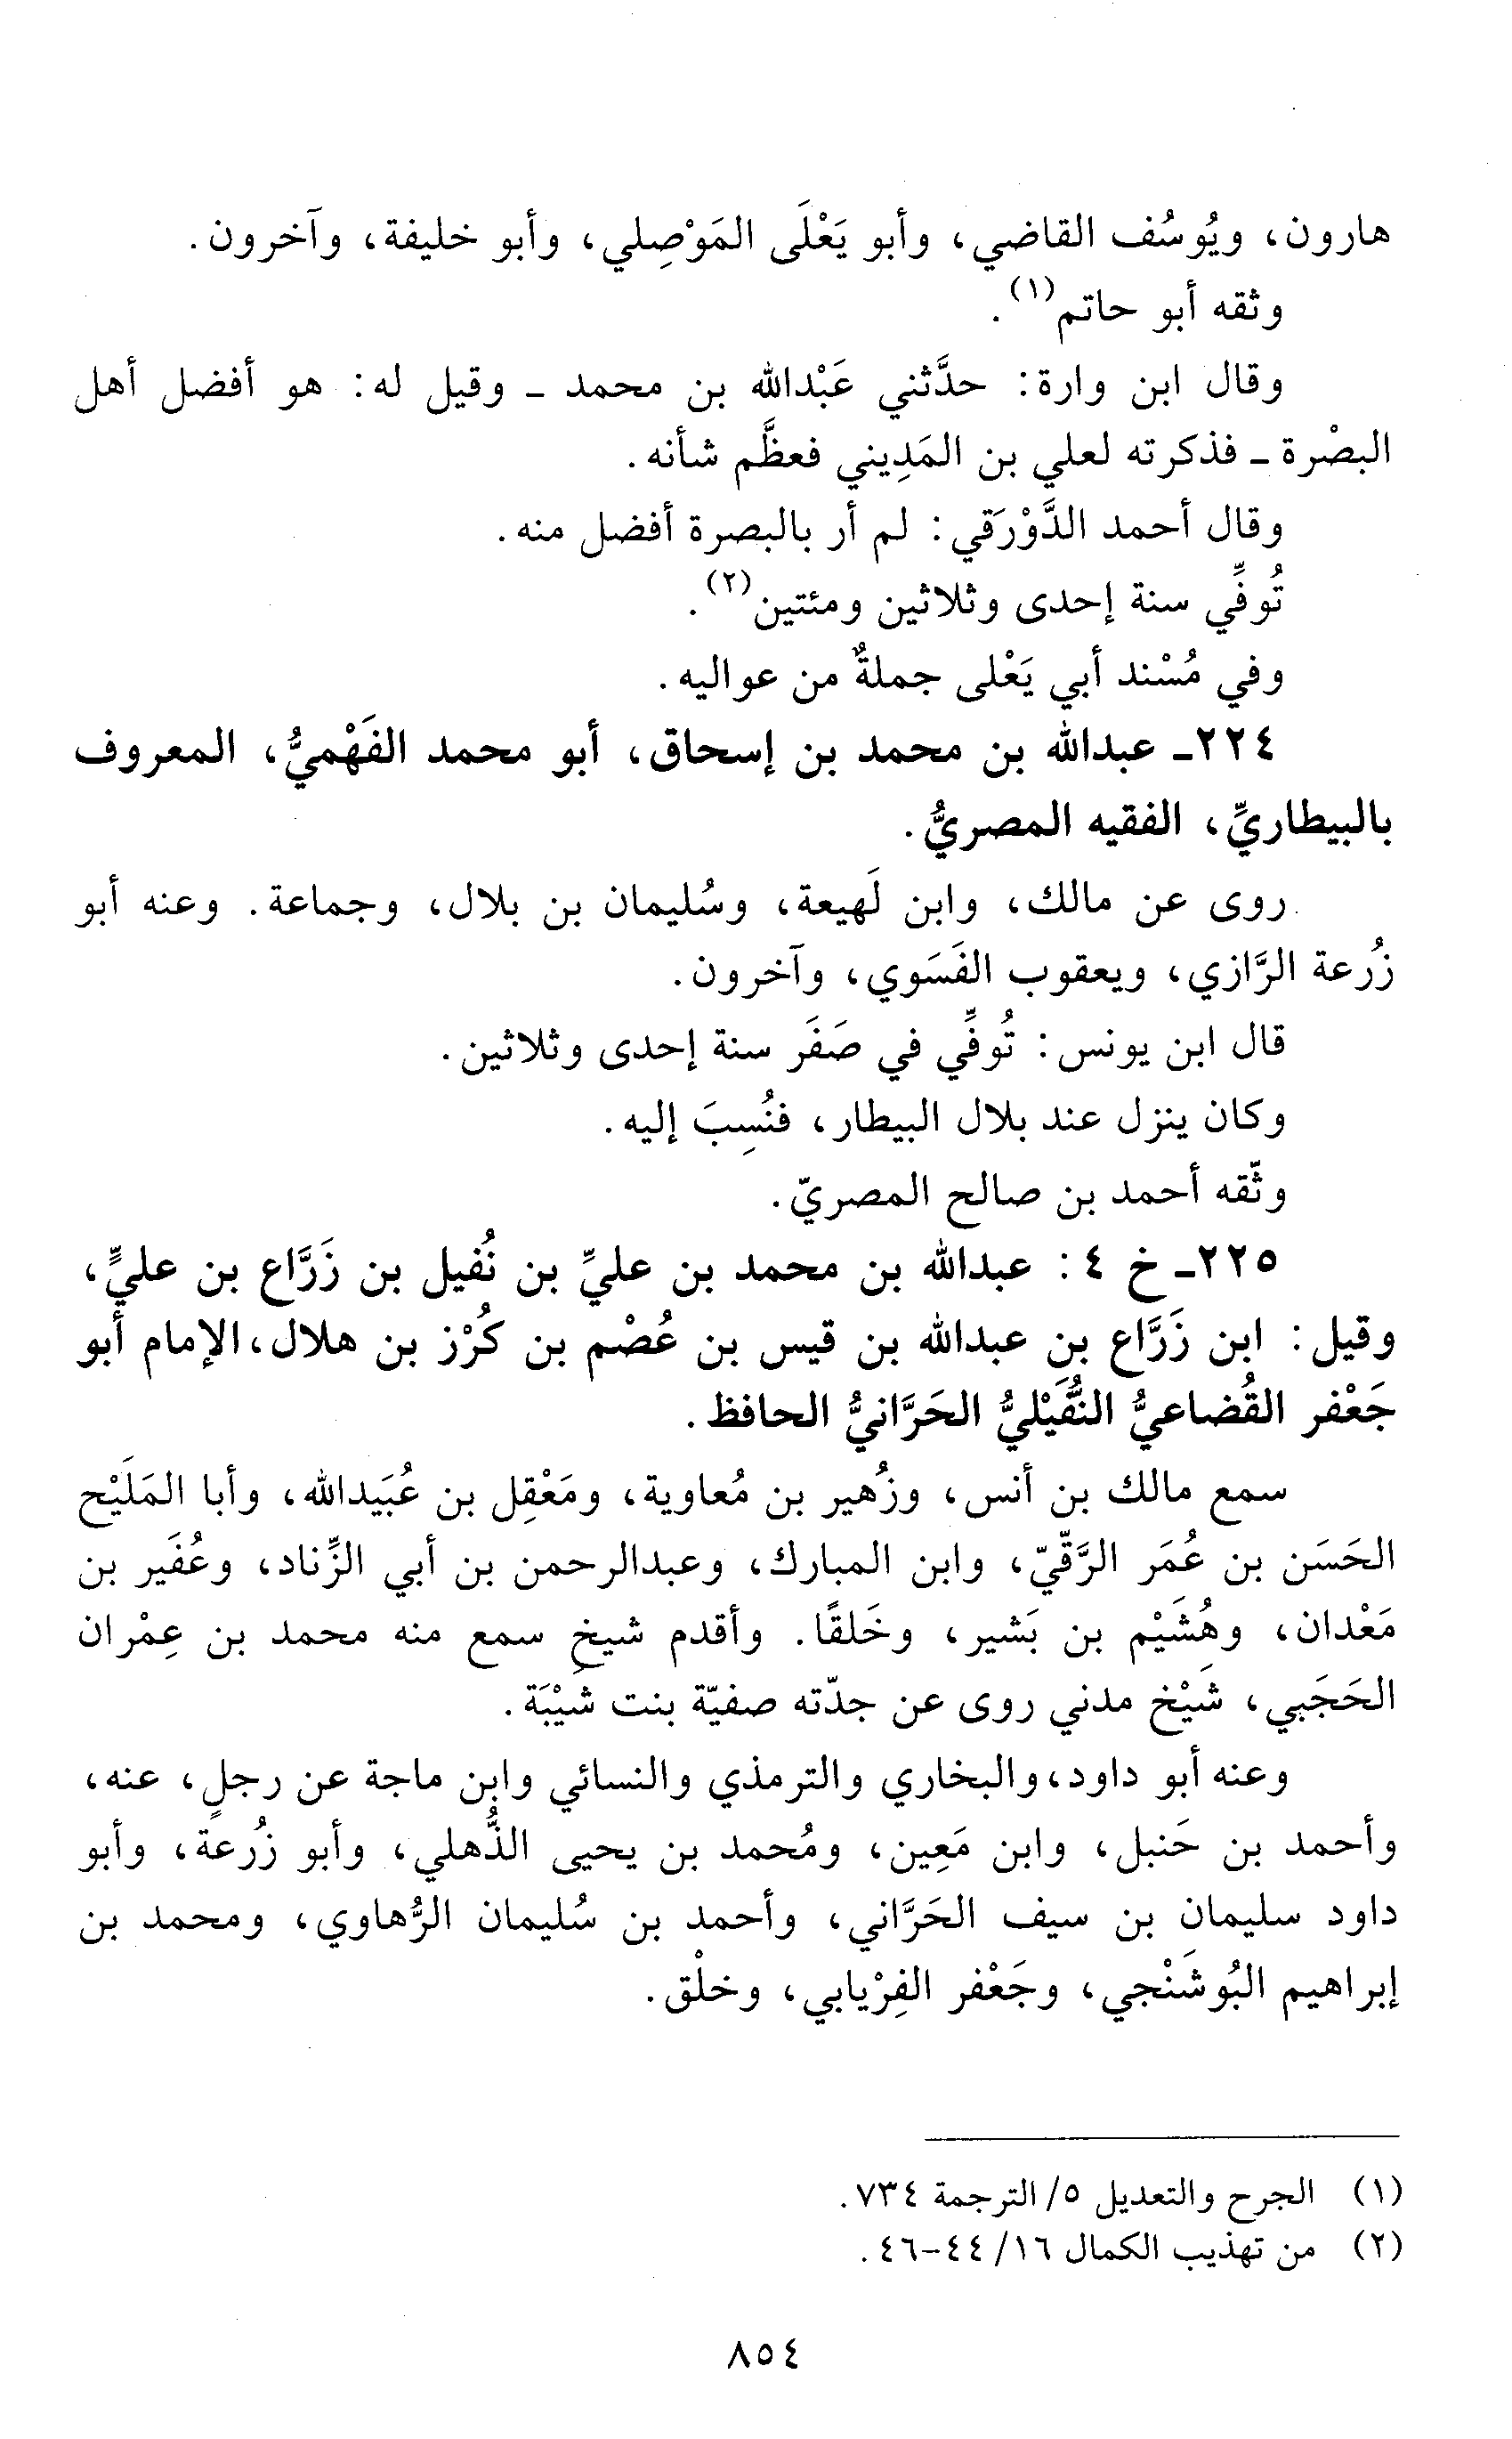 هارون، ويُوسُف القاضي، وأبو يَعْلَى المَوْصِلي، وأبو خليفة، وآخرون.
وثقه أبو حاتم(١).
وقال ابن وارة: حدَّثني عَبْدالله بن محمد - وقيل له: هو أفضل أهل
البصْرة - فذكرته لعلي بن المَدِيني فعظَّم شأنه.
وقال أحمد الدَّوْرَقي: لم أر بالبصرة أفضل منه.
تُوفِّي سنة إحدى وثلاثين ومئتين(٢).
وفي مُسْند أبي يَعْلى جملةٌ من عواليه.
٢٢٤- عبدالله بن محمد بن إسحاق، أبو محمد الفَهْميُّ، المعروف
بالبيطاريِّ، الفقيه المصريُّ.
روى عن مالك، وابن لَهيعة، وسُليمان بن بلال، وجماعة. وعنه أبو
زُرعة الرَّازي، ويعقوب الفَسَوي، وآخرون.
قال ابن يونس: تُوفِّي في صَفَر سنة إحدى وثلاثين.
وكان ينزل عند بلال البيطار، فنُسِبَ إليه.
وثّقه أحمد بن صالح المصريّ.
٢٢٥- خ ٤: عبدالله بن محمد بن عليِّ بن نُفيل بن زَرَّاع بن عليٍّ،
وقيل: ابن زَرَّاع بن عبدالله بن قيس بن عُصْم بن كُرْز بن هلال،الإمام أبو
جَعْفر القُضاعيُّ النُّفَيْليُّ الحَرَّانيُّ الحافظ.
سمع مالك بن أنس، وزُهير بن مُعاوية، ومَعْقِل بن عُبَيدالله، وأبا المَلَيْح
الحَسَن بن عُمَر الرَّقّيّ، وابن المبارك، وعبدالرحمن بن أبي الزِّناد، وعُفَير بن
مَعْدان، وهُشَيْم بن بَشير، وخَلقًا. وأقدم شيخٍ سمع منه محمد بن عِمْران
الحَجَبي، شَيْخ مدني روى عن جدّته صفيّة بنت شَيْبَة.
وعنه أبو داود،والبخاري والترمذي والنسائي وابن ماجة عن رجلٍ، عنه،
وأحمد بن حَنبل، وابن مَعِين، ومُحمد بن يحيى الذُّهلي، وأبو زُرعة، وأبو
داود سليمان بن سيف الحَرَّاني، وأحمد بن سُليمان الرُّهاوي، ومحمد بن
إبراهيم البُوشَنْجي، وجَعْفر الفِرْيابي، وخلْق.
(١) الجرح والتعديل ٥/ الترجمة ٧٣٤.
(٢) من تهذيب الكمال ١٦/ ٤٤-٤٦.
٨٥٤